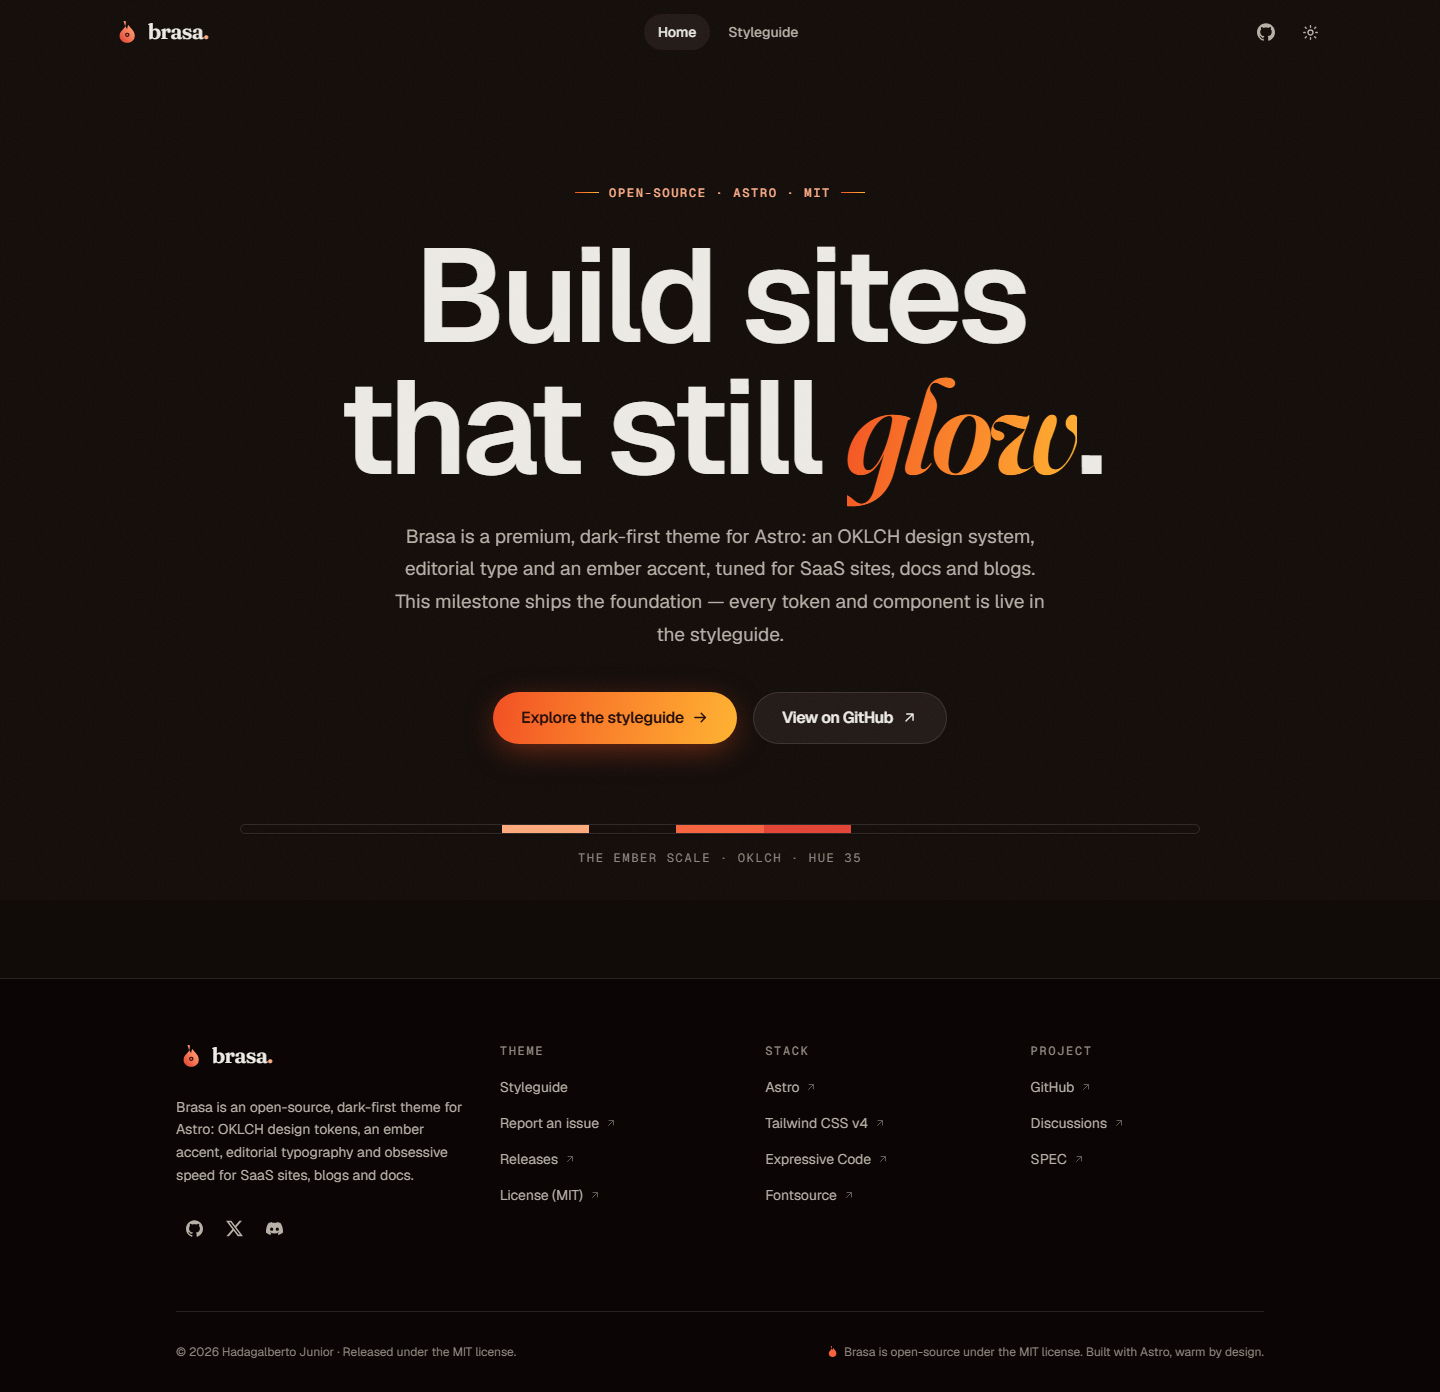 brasa.
Home
Styleguide
OPEN-SOURCE · ASTRO · MIT
Build sites
that still glow.
Brasa is a premium, dark-first theme for Astro: an OKLCH design system,
editorial type and an ember accent, tuned for SaaS sites, docs and blogs.
This milestone ships the foundation — every token and component is live in
the styleguide.
Explore the styleguide →
View on GitHub ↗
THE EMBER SCALE · OKLCH · HUE 35
brasa.
Brasa is an open-source, dark-first theme for
Astro: OKLCH design tokens, an ember
accent, editorial typography and obsessive
speed for SaaS sites, blogs and docs.
THEME
Styleguide
Report an issue ↗
Releases ↗
License (MIT) ↗
STACK
Astro ↗
Tailwind CSS v4 ↗
Expressive Code ↗
Fontsource ↗
PROJECT
GitHub ↗
Discussions ↗
SPEC ↗
© 2026 Hadagalberto Junior · Released under the MIT license.
Brasa is open-source under the MIT license. Built with Astro, warm by design.